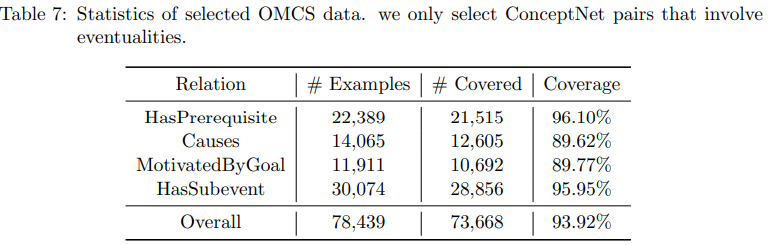 Table 7: Statistics of selected OMCS data. we only select ConceptNet pairs that involve
eventualities.
Relation # Examples # Covered Coverage
HasPrerequisite 22,389 21,515 96.10%
Causes 14,065 12,605 89.62%
MotivatedByGoal 11,911 10,692 89.77%
HasSubevent 30,074 28,856 95.95%
Overall 78,439 73,668 93.92%